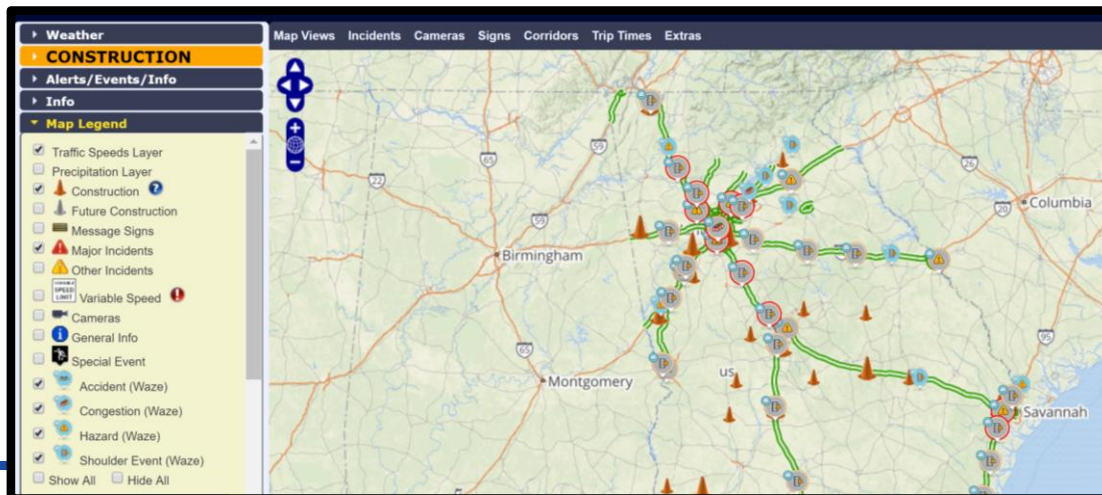 Weather
CONSTRUCTION
Alerts/Events/Info
Info
Map Legend
Traffic Speeds Layer
Precipitation Layer
Construction ?
Future Construction
Message Signs
Major Incidents
Other Incidents
VARIABLE SPEED LIMIT Variable Speed !
Cameras
i General Info
Special Event
Accident (Waze)
Congestion (Waze)
Hazard (Waze)
Shoulder Event (Waze)
Show All Hide All
Map Views Incidents Cameras Signs Corridors Trip Times Extras
59
65
26
22
20
Columbia
59
Birmingham
95
65
us
Montgomery
Savannah